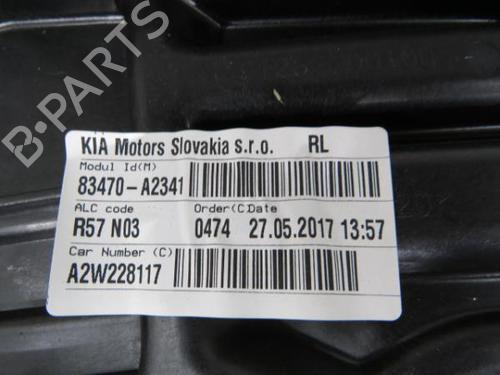 B-PARTS
KIA Motors Slovakia s.r.o. RL
Modul Id(M)
83470-A2341
ALC code Order(C Date
R57 N03 0474 27.05.2017 13:57
Car Number (C)
A2W228117